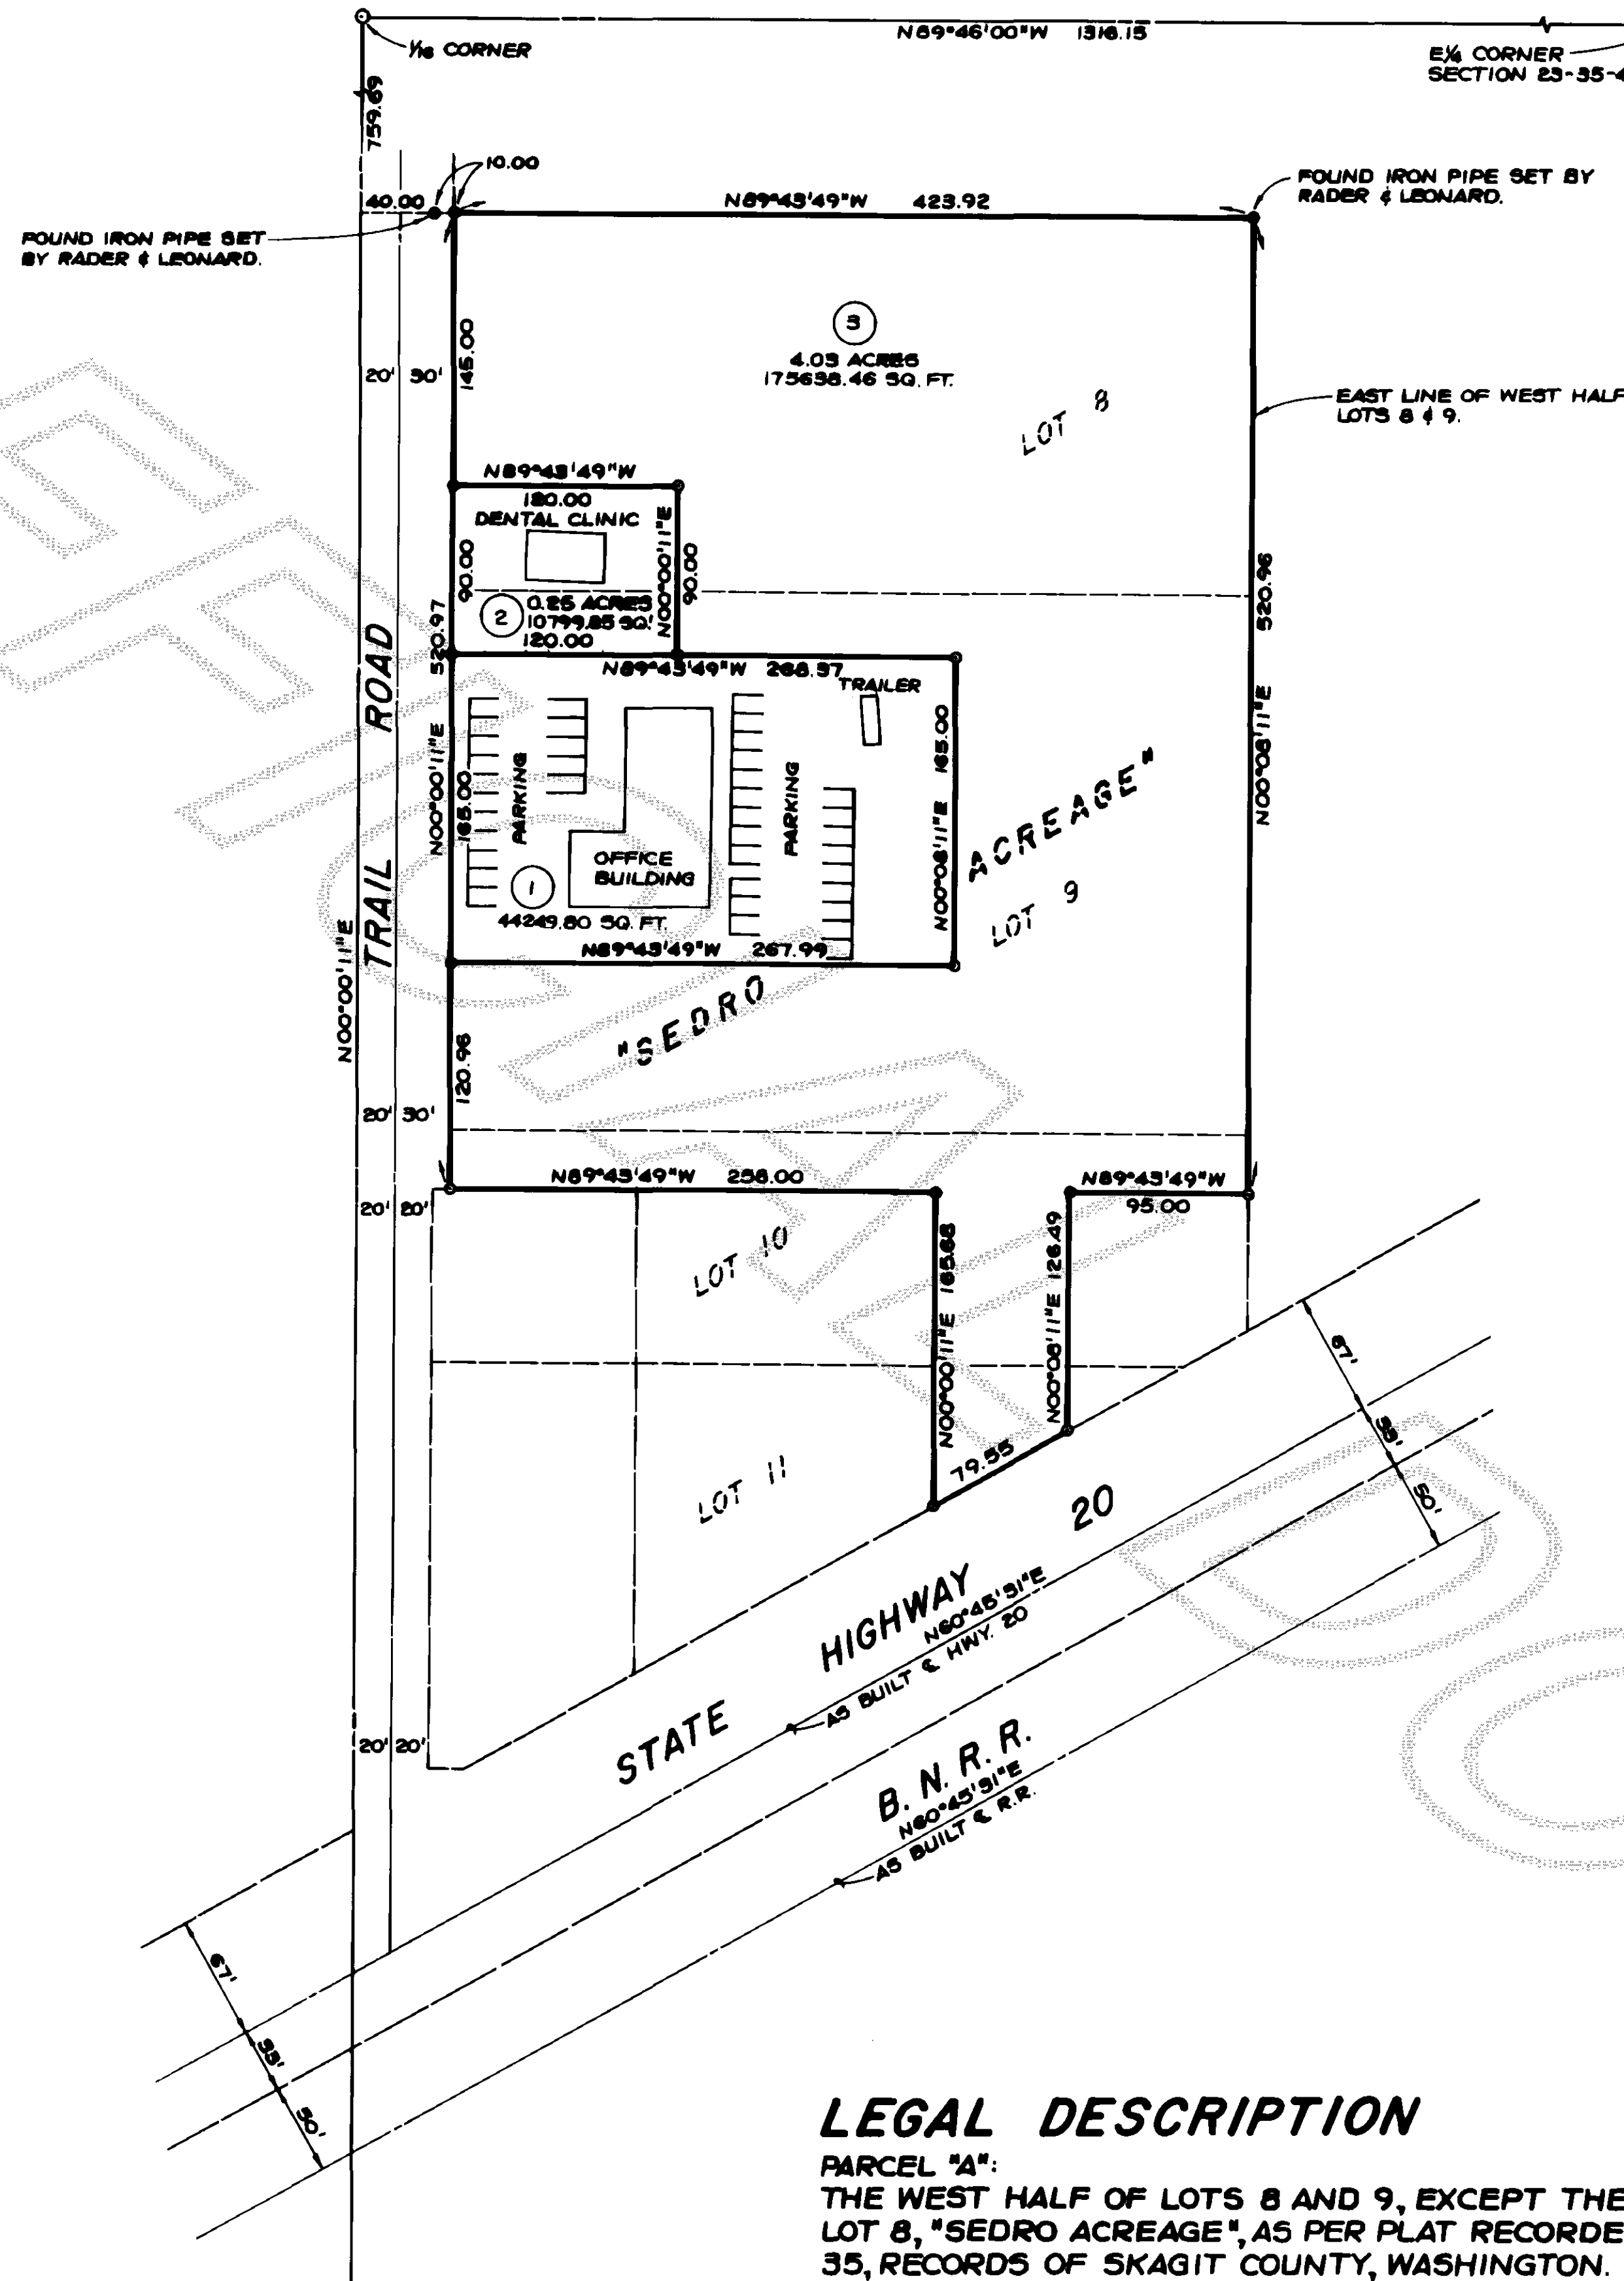 N89°46'00"W 1316.15
1/16 CORNER
E¼ CORNER
SECTION 23-35-4
759.69
10.00
40.00
N89°43'49"W 423.92
FOUND IRON PIPE SET BY
RADER & LEONARD.
FOUND IRON PIPE SET
BY RADER & LEONARD.
3
4.03 ACRES
175638.46 SQ. FT.
145.00
20' 30'
LOT 8
EAST LINE OF WEST HALF
LOTS 8 & 9.
N89°43'49"W
120.00
DENTAL CLINIC
90.00
N00°00'11"E
90.00
2
0.25 ACRES
10799.85 SQ.'
120.00
520.97
520.96
N89°43'49"W 268.37
TRAILER
TRAIL ROAD
N00°00'11"E
165.00
PARKING
PARKING
N00°08'11"E 165.00
N00°08'11"E
OFFICE
BUILDING
1
44249.80 SQ. FT.
N89°43'49"W 267.99
"SEDRO ACREAGE"
LOT 9
N00°00'11"E
120.96
20' 30'
N89°43'49"W 258.00
N89°43'49"W
95.00
20' 20'
LOT 10
N00°00'11"E 165.68
N00°08'11"E 126.49
79.55
LOT 11
67'
33'
50'
STATE HIGHWAY 20
N60°45'31"E
AS BUILT ℄ HWY. 20
20' 20'
B. N. R. R.
N60°45'31"E
AS BUILT ℄ R.R.
67'
33'
50'
LEGAL DESCRIPTION
PARCEL "A":
THE WEST HALF OF LOTS 8 AND 9, EXCEPT THE
LOT 8, "SEDRO ACREAGE", AS PER PLAT RECORDE
35, RECORDS OF SKAGIT COUNTY, WASHINGTON.